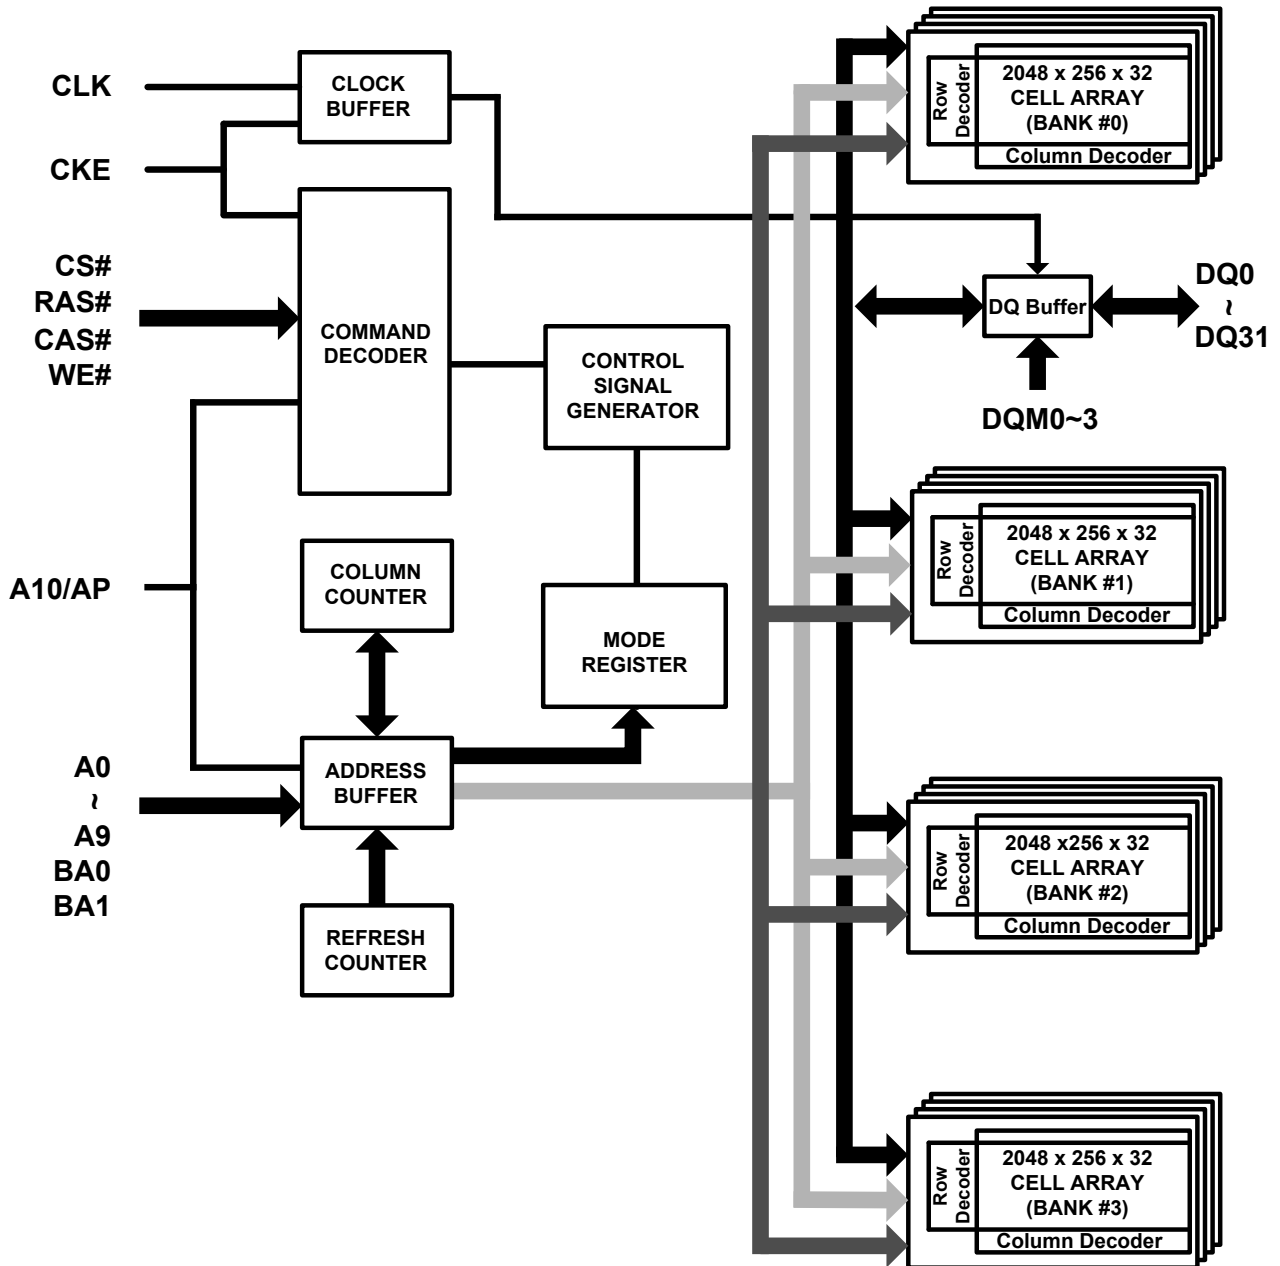 CLK
CKE
CS#
RAS#
CAS#
WE#
A10/AP
A0
~
A9
BA0
BA1
CLOCK
BUFFER
COMMAND
DECODER
CONTROL
SIGNAL
GENERATOR
COLUMN
COUNTER
MODE
REGISTER
ADDRESS
BUFFER
REFRESH
COUNTER
Row
Decoder
2048 x 256 x 32
CELL ARRAY
(BANK #0)
Column Decoder
DQ Buffer
DQ0
~
DQ31
DQM0~3
Row
Decoder
2048 x 256 x 32
CELL ARRAY
(BANK #1)
Column Decoder
Row
Decoder
2048 x256 x 32
CELL ARRAY
(BANK #2)
Column Decoder
Row
Decoder
2048 x 256 x 32
CELL ARRAY
(BANK #3)
Column Decoder